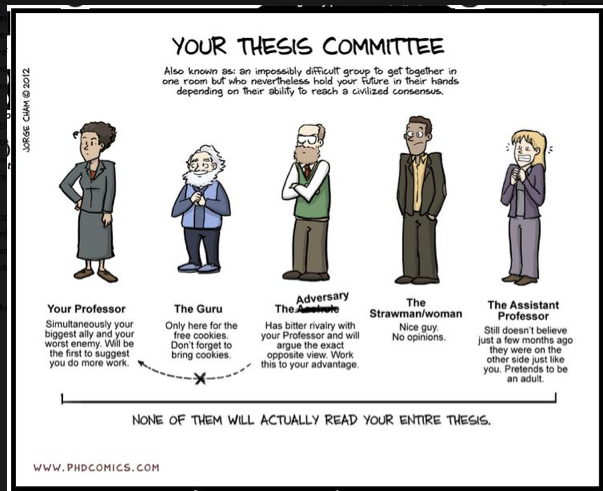 YOUR THESIS COMMITTEE
Also known as: an impossibly difficult group to get together in
one room but who nevertheless hold your future in their hands
depending on their ability to reach a civilized consensus.
JORGE CHAM © 2012
Your Professor
Simultaneously your
biggest ally and your
worst enemy. Will be
the first to suggest
you do more work.
The Guru
Only here for the
free cookies.
Don't forget to
bring cookies.
Adversary
The Asshole
Has bitter rivalry with
your Professor and will
argue the exact
opposite view. Work
this to your advantage.
The
Strawman/woman
Nice guy.
No opinions.
The Assistant
Professor
Still doesn't believe
just a few months ago
they were on the
other side just like
you. Pretends to be
an adult.
NONE OF THEM WILL ACTUALLY READ YOUR ENTIRE THESIS.
WWW.PHDCOMICS.COM